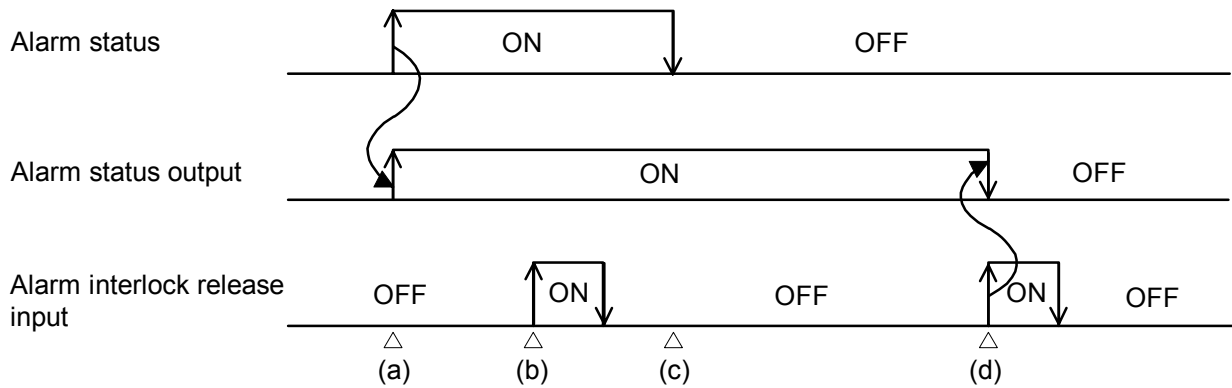 Alarm status
ON
OFF
Alarm status output
ON
OFF
Alarm interlock release
input
OFF
ON
OFF
ON
OFF
(a)
(b)
(c)
(d)